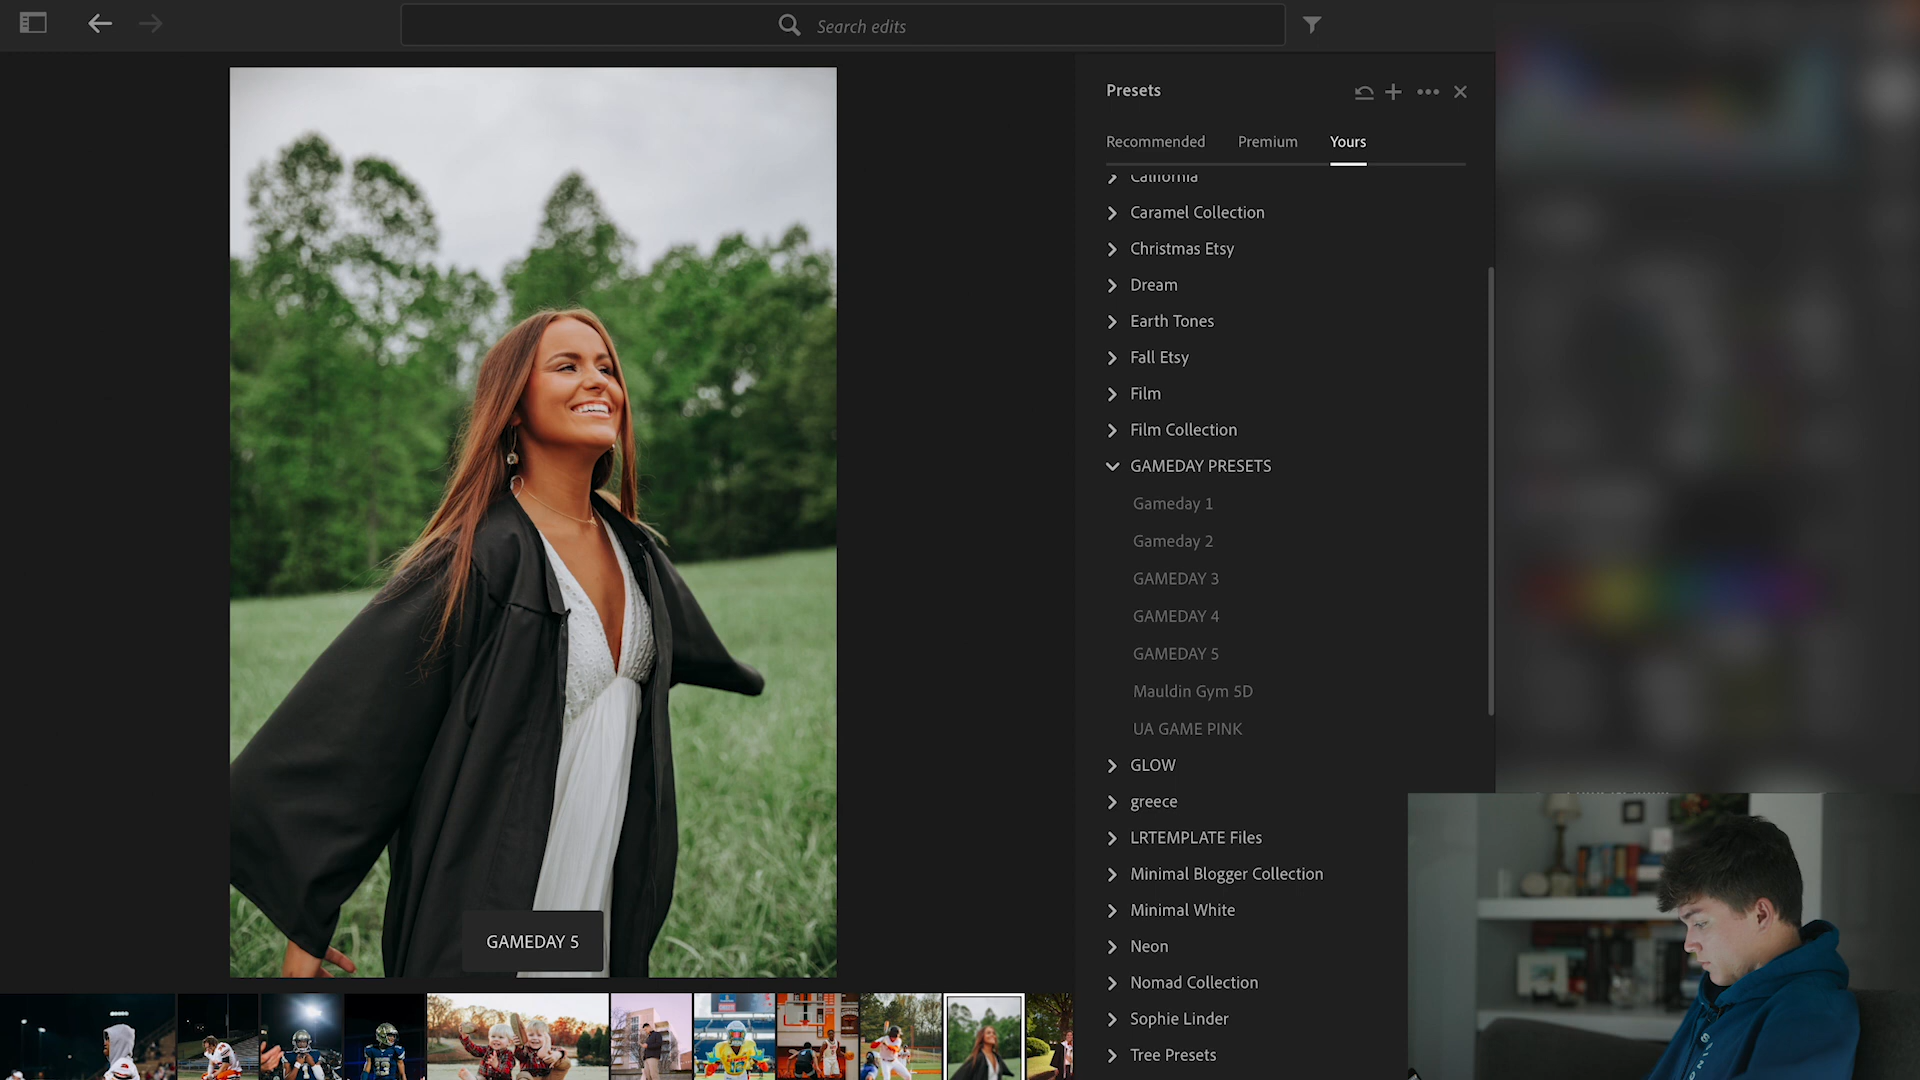 Search edits
Presets
Recommended
Premium
Yours
California
Caramel Collection
Christmas Etsy
Dream
Earth Tones
Fall Etsy
Film
Film Collection
GAMEDAY PRESETS
Gameday 1
Gameday 2
GAMEDAY 3
GAMEDAY 4
GAMEDAY 5
Mauldin Gym 5D
UA GAME PINK
GLOW
greece
LRTEMPLATE Files
Minimal Blogger Collection
Minimal White
Neon
Nomad Collection
Sophie Linder
Tree Presets
GAMEDAY 5